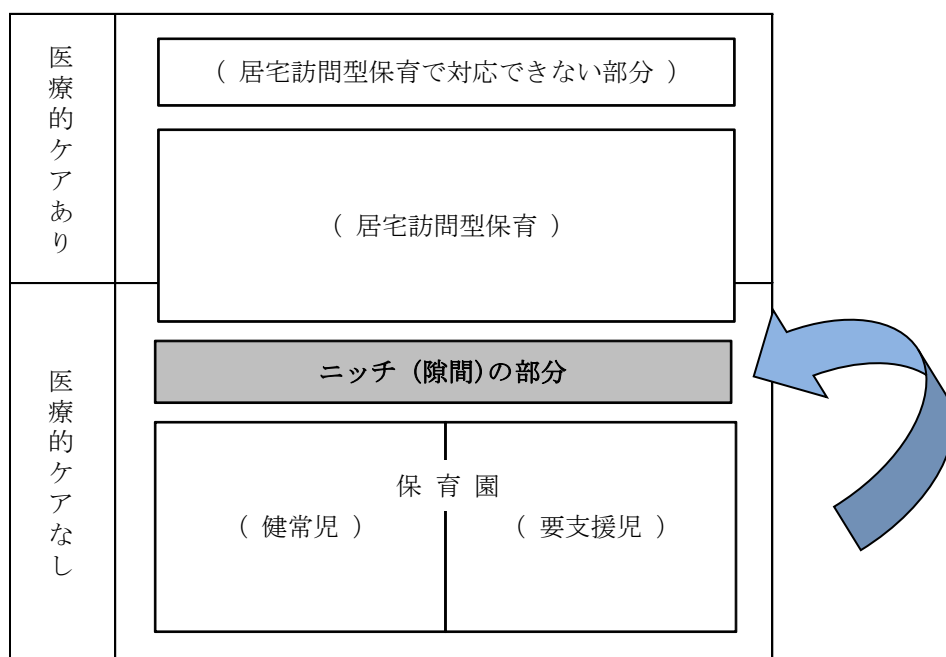 医療的ケアあり
( 居宅訪問型保育で対応できない部分 )
( 居宅訪問型保育 )
医療的ケアなし
ニッチ (隙間)の部分
保 育 園
( 健常児 )
( 要支援児 )